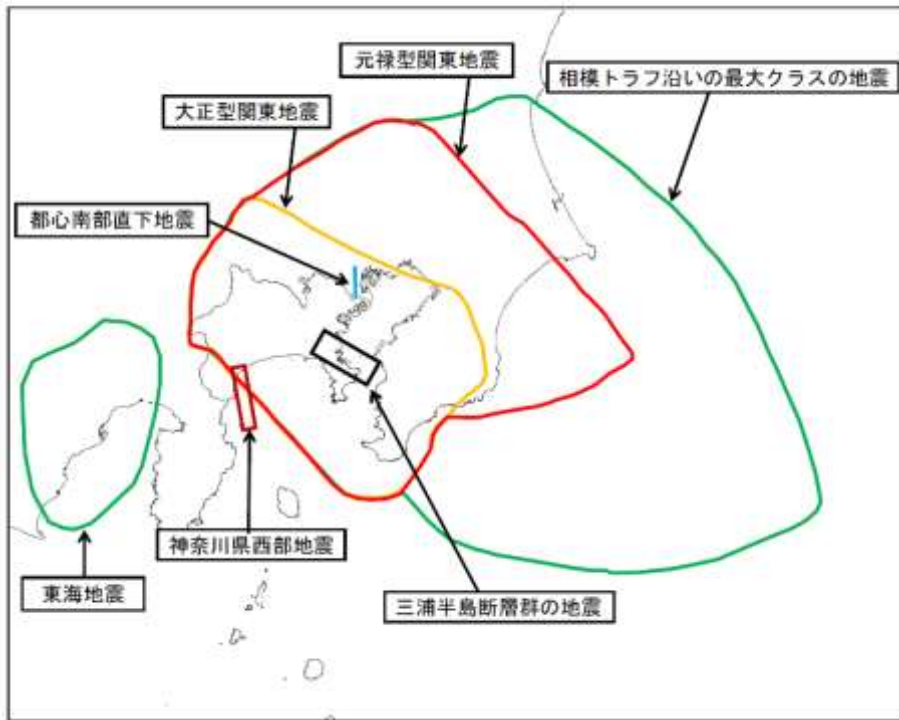 元禄型関東地震
相模トラフ沿いの最大クラスの地震
大正型関東地震
都心南部直下地震
神奈川県西部地震
東海地震
三浦半島断層群の地震